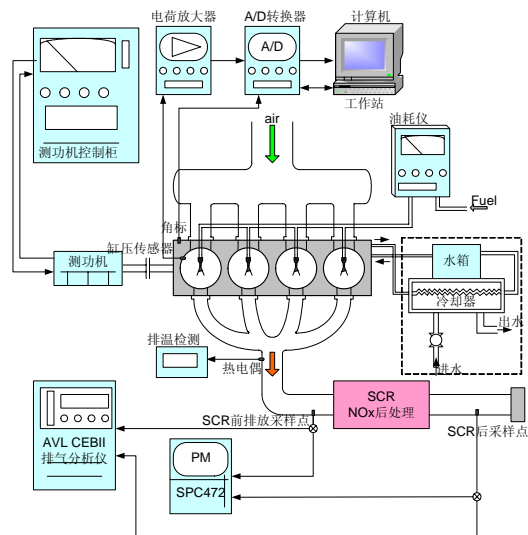 电荷放大器
A/D转换器
计算机
A/D
工作站
测功机控制柜
air
油耗仪
Fuel
角标
缸压传感器
测功机
水箱
冷却器
出水
进水
排温检测
热电偶
SCR
NOx后处理
SCR前排放采样点
SCR后采样点
AVL CEBII
排气分析仪
PM
SPC472